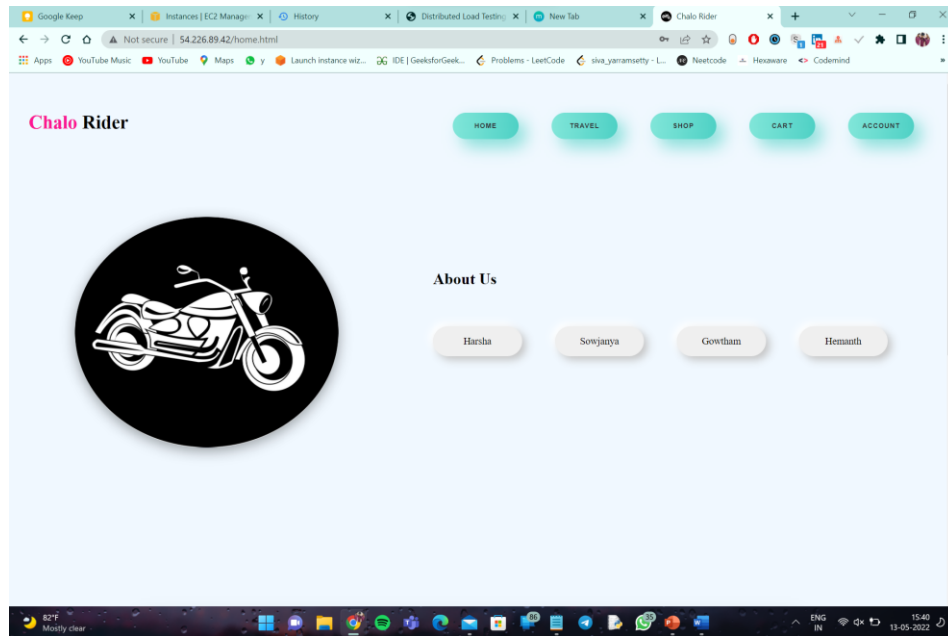 Google Keep
Instances | EC2 Manage
History
Distributed Load Testing
New Tab
Chalo Rider
Not secure | 54.226.89.42/home.html
Apps YouTube Music YouTube Maps y Launch instance wiz... IDE | GeeksforGeek... Problems - LeetCode siva_yarramsetty - L... Neetcode Hexaware Codemind »
Chalo Rider
HOME TRAVEL SHOP CART ACCOUNT
About Us
Harsha Sowjanya Gowtham Hemanth
82°F
Mostly clear
ENG
IN
15:40
13-05-2022